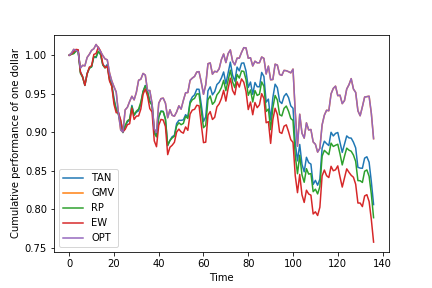 Cumulative performance of one dollar
1.00
0.95
0.90
0.85
0.80
0.75
TAN
GMV
RP
EW
OPT
0 20 40 60 80 100 120 140
Time